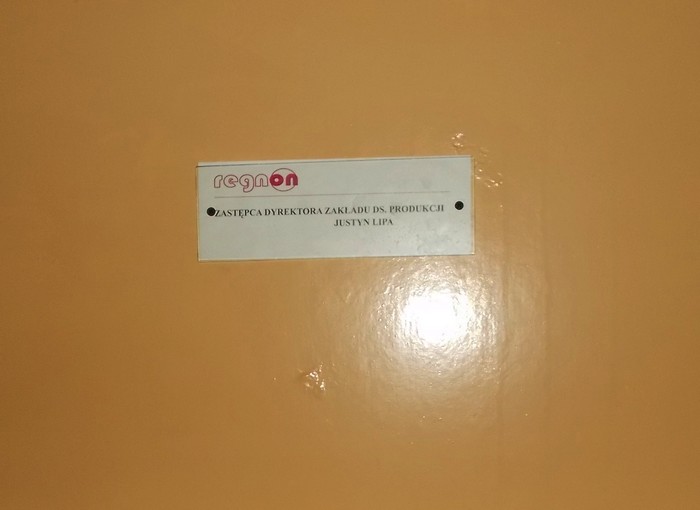 regnon
ZASTĘPCA DYREKTORA ZAKŁADU DS. PRODUKCJI
JUSTYN LIPA